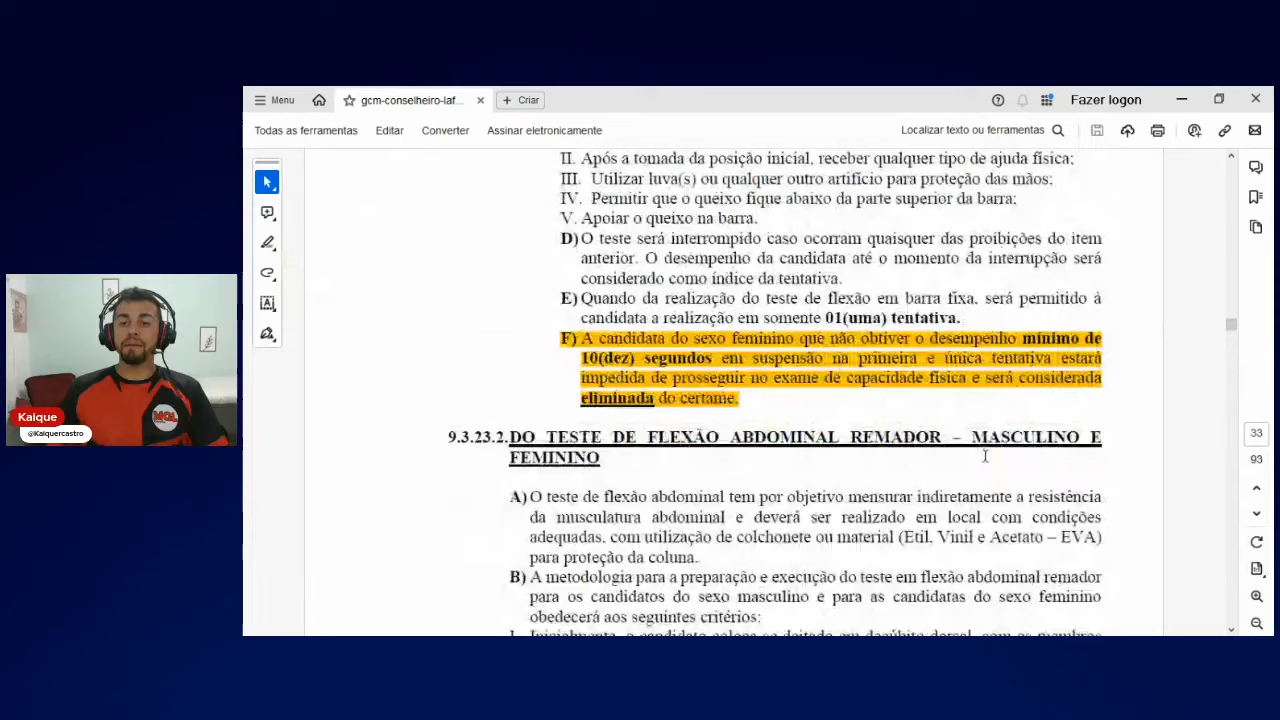 Menu
gcm-conselheiro-laf...
Criar
Fazer logon
Todas as ferramentas
Editar
Converter
Assinar eletronicamente
Localizar texto ou ferramentas
II. Após a tomada da posição inicial, receber qualquer tipo de ajuda física;
III. Utilizar luva(s) ou qualquer outro artifício para proteção das mãos;
IV. Permitir que o queixo fique abaixo da parte superior da barra;
V. Apoiar o queixo na barra.
D) O teste será interrompido caso ocorram quaisquer das proibições do item
anterior. O desempenho da candidata até o momento da interrupção será
considerado como índice da tentativa.
E) Quando da realização do teste de flexão em barra fixa, será permitido à
candidata a realização em somente 01(uma) tentativa.
F) A candidata do sexo feminino que não obtiver o desempenho mínimo de
10(dez) segundos em suspensão na primeira e única tentativa estará
impedida de prosseguir no exame de capacidade física e será considerada
eliminada do certame.
9.3.23.2. DO TESTE DE FLEXÃO ABDOMINAL REMADOR – MASCULINO E
FEMININO
A) O teste de flexão abdominal tem por objetivo mensurar indiretamente a resistência
da musculatura abdominal e deverá ser realizado em local com condições
adequadas, com utilização de colchonete ou material (Etil, Vinil e Acetato – EVA)
para proteção da coluna.
B) A metodologia para a preparação e execução do teste em flexão abdominal remador
para os candidatos do sexo masculino e para as candidatas do sexo feminino
obedecerá aos seguintes critérios:
33
93
MGL
Kaique
@Kaiquercastro